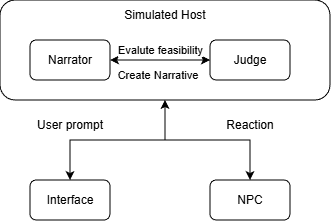 Simulated Host
Evalute feasibility
Narrator
Judge
Create Narrative
User prompt
Reaction
Interface
NPC